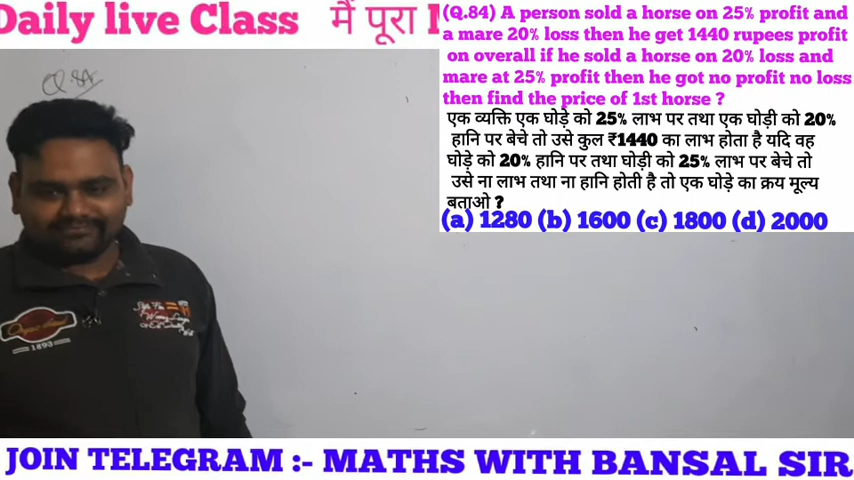 Daily live Class में पूरा
(Q.84) A person sold a horse on 25% profit and
a mare 20% loss then he get 1440 rupees profit
on overall if he sold a horse on 20% loss and
mare at 25% profit then he got no profit no loss
then find the price of 1st horse ?
एक व्यक्ति एक घोड़े को 25% लाभ पर तथा एक घोड़ी को 20%
हानि पर बेचे तो उसे कुल ₹1440 का लाभ होता है यदि वह
घोड़े को 20% हानि पर तथा घोड़ी को 25% लाभ पर बेचे तो
उसे ना लाभ तथा ना हानि होती है तो एक घोड़े का क्रय मूल्य
बताओ ?
(a) 1280 (b) 1600 (c) 1800 (d) 2000
Q.84
1893
JOIN TELEGRAM :- MATHS WITH BANSAL SIR